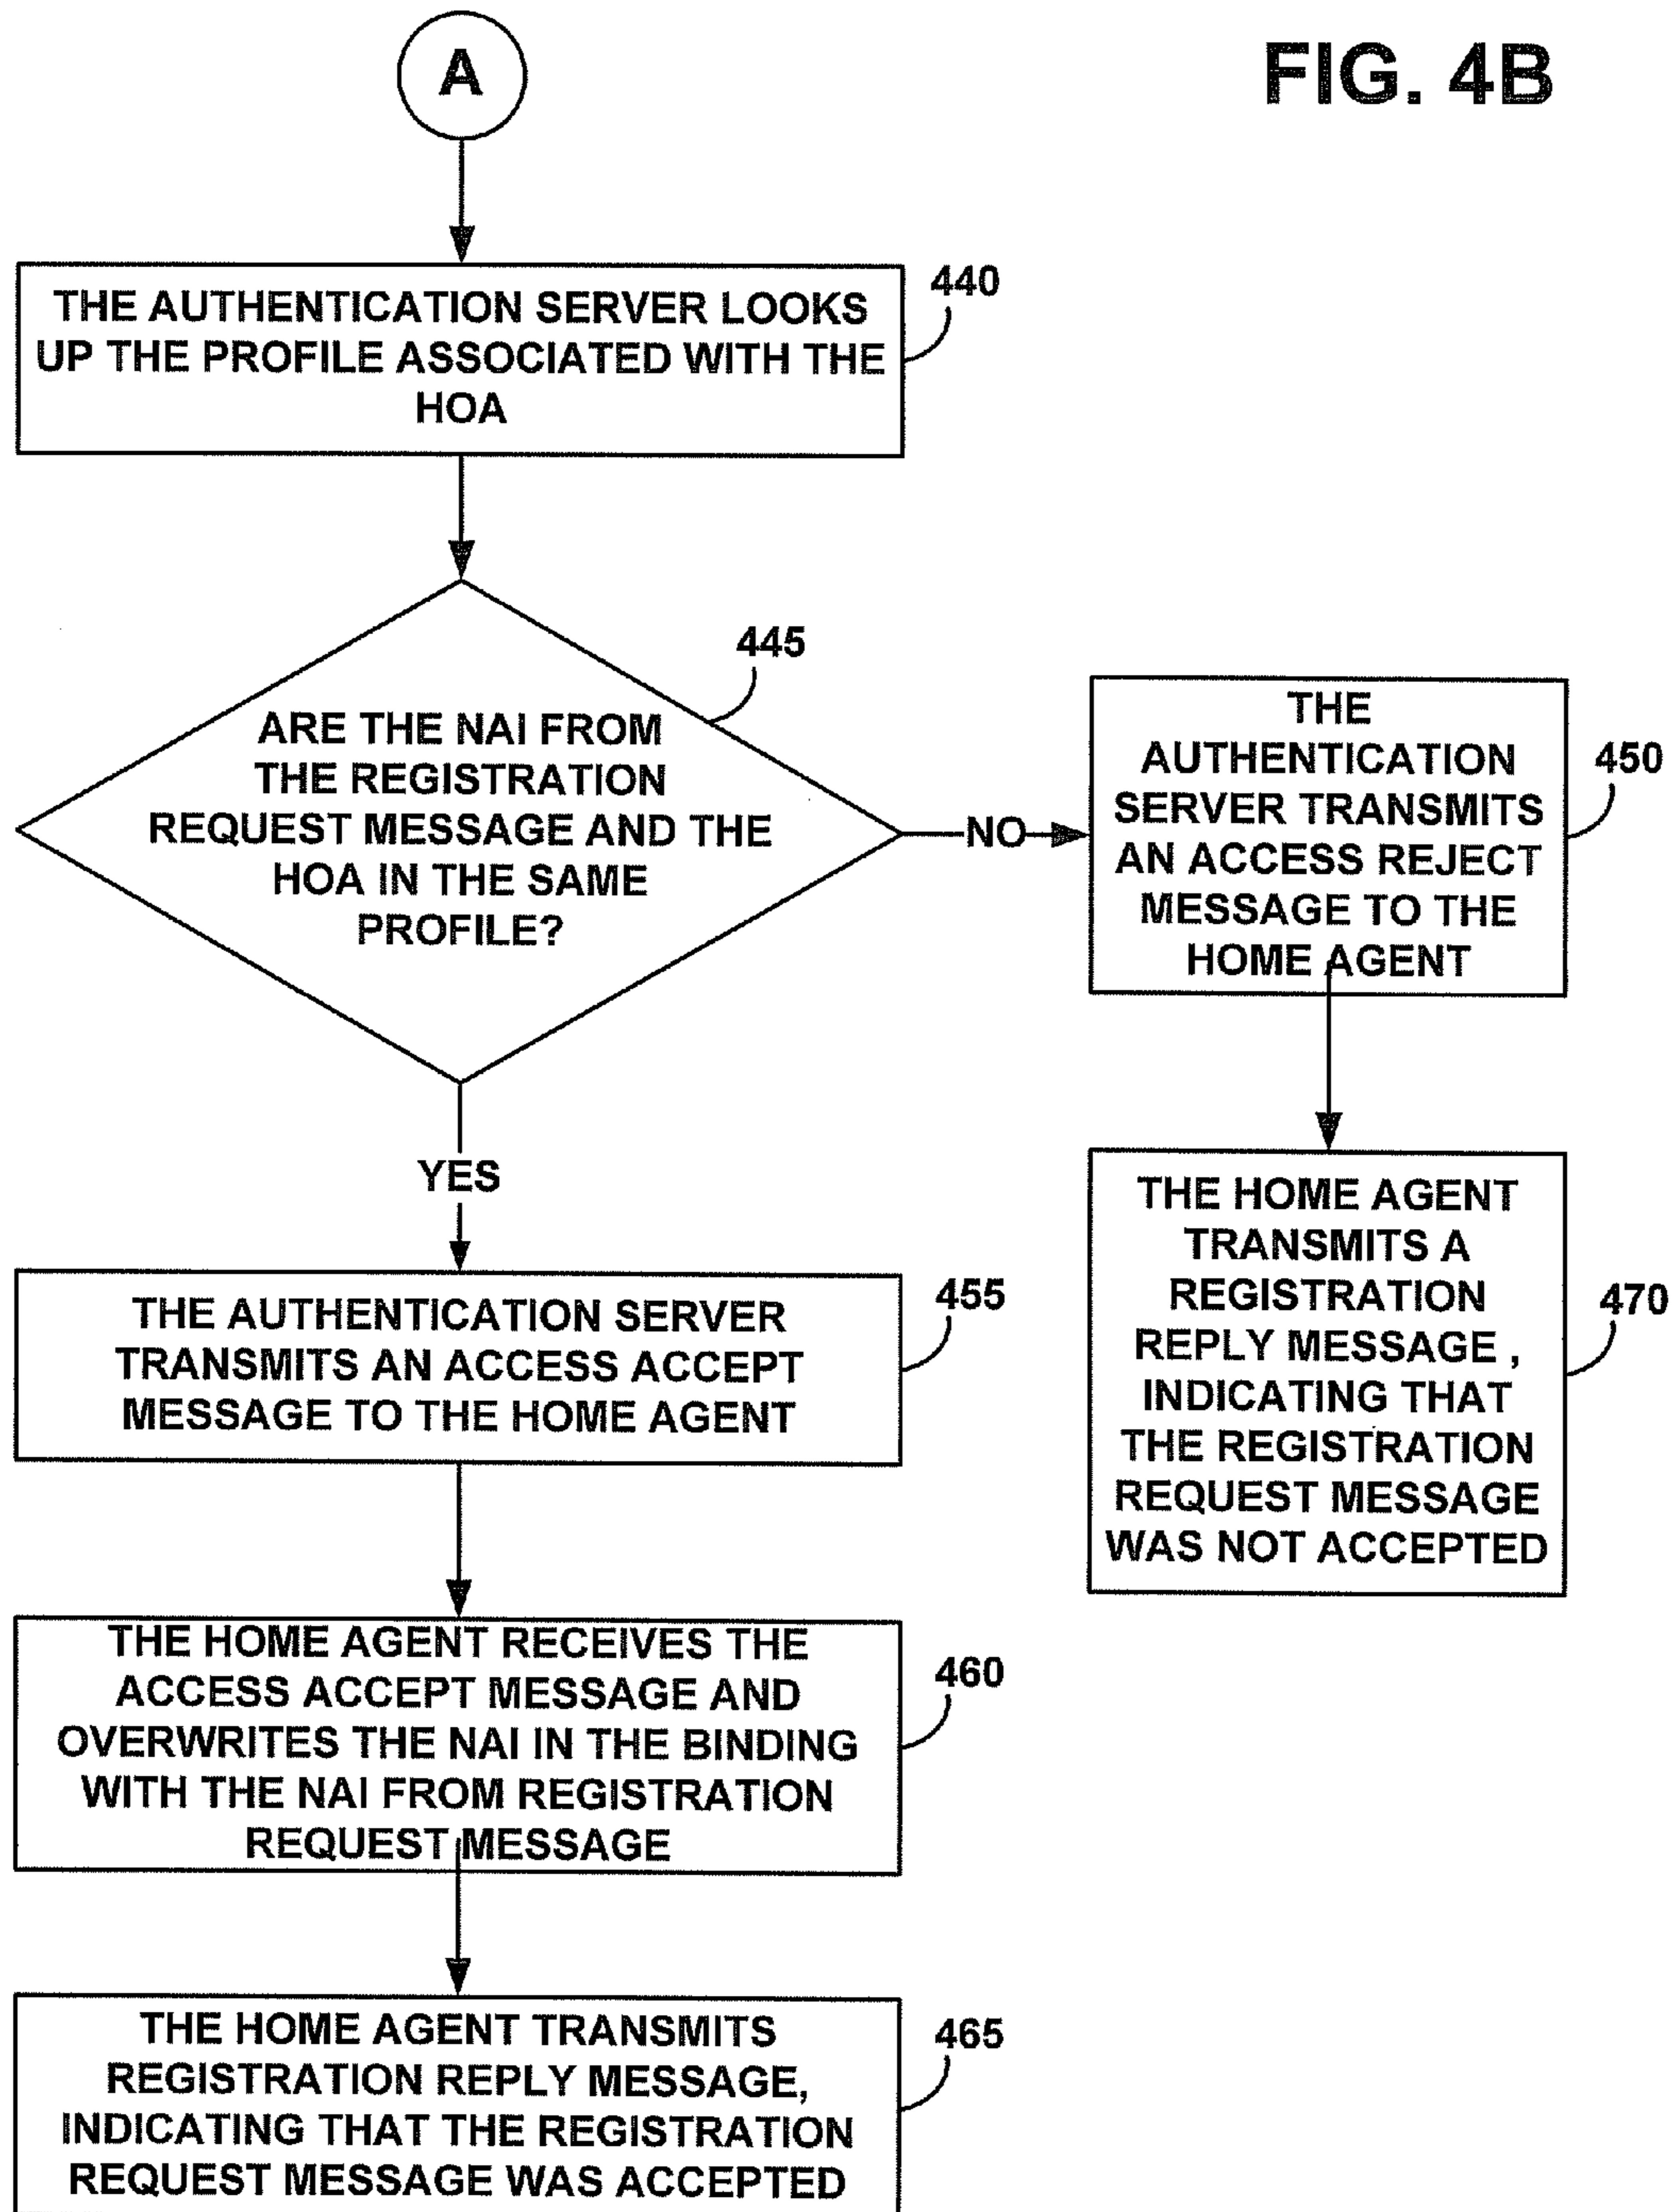 A
FIG. 4B
THE AUTHENTICATION SERVER LOOKS
UP THE PROFILE ASSOCIATED WITH THE
HOA
440
445
ARE THE NAI FROM
THE REGISTRATION
REQUEST MESSAGE AND THE
HOA IN THE SAME
PROFILE?
NO
THE
AUTHENTICATION
SERVER TRANSMITS
AN ACCESS REJECT
MESSAGE TO THE
HOME AGENT
450
YES
THE HOME AGENT
TRANSMITS A
REGISTRATION
REPLY MESSAGE ,
INDICATING THAT
THE REGISTRATION
REQUEST MESSAGE
WAS NOT ACCEPTED
470
THE AUTHENTICATION SERVER
TRANSMITS AN ACCESS ACCEPT
MESSAGE TO THE HOME AGENT
455
THE HOME AGENT RECEIVES THE
ACCESS ACCEPT MESSAGE AND
OVERWRITES THE NAI IN THE BINDING
WITH THE NAI FROM REGISTRATION
REQUEST MESSAGE
460
THE HOME AGENT TRANSMITS
REGISTRATION REPLY MESSAGE,
INDICATING THAT THE REGISTRATION
REQUEST MESSAGE WAS ACCEPTED
465